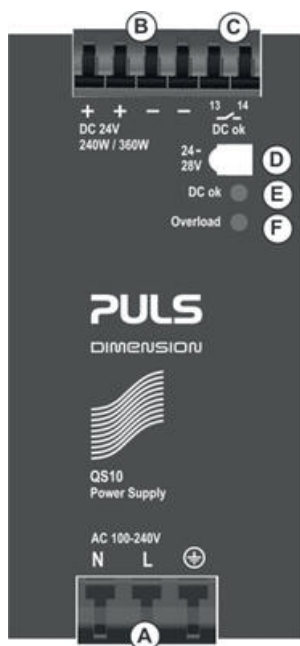 B
C
+ + − − 13 14
DC 24V
240W / 360W
DC ok
24-
28V
D
DC ok
E
Overload
F
PULS
DIMENSION
QS10
Power Supply
AC 100-240V
N L
A